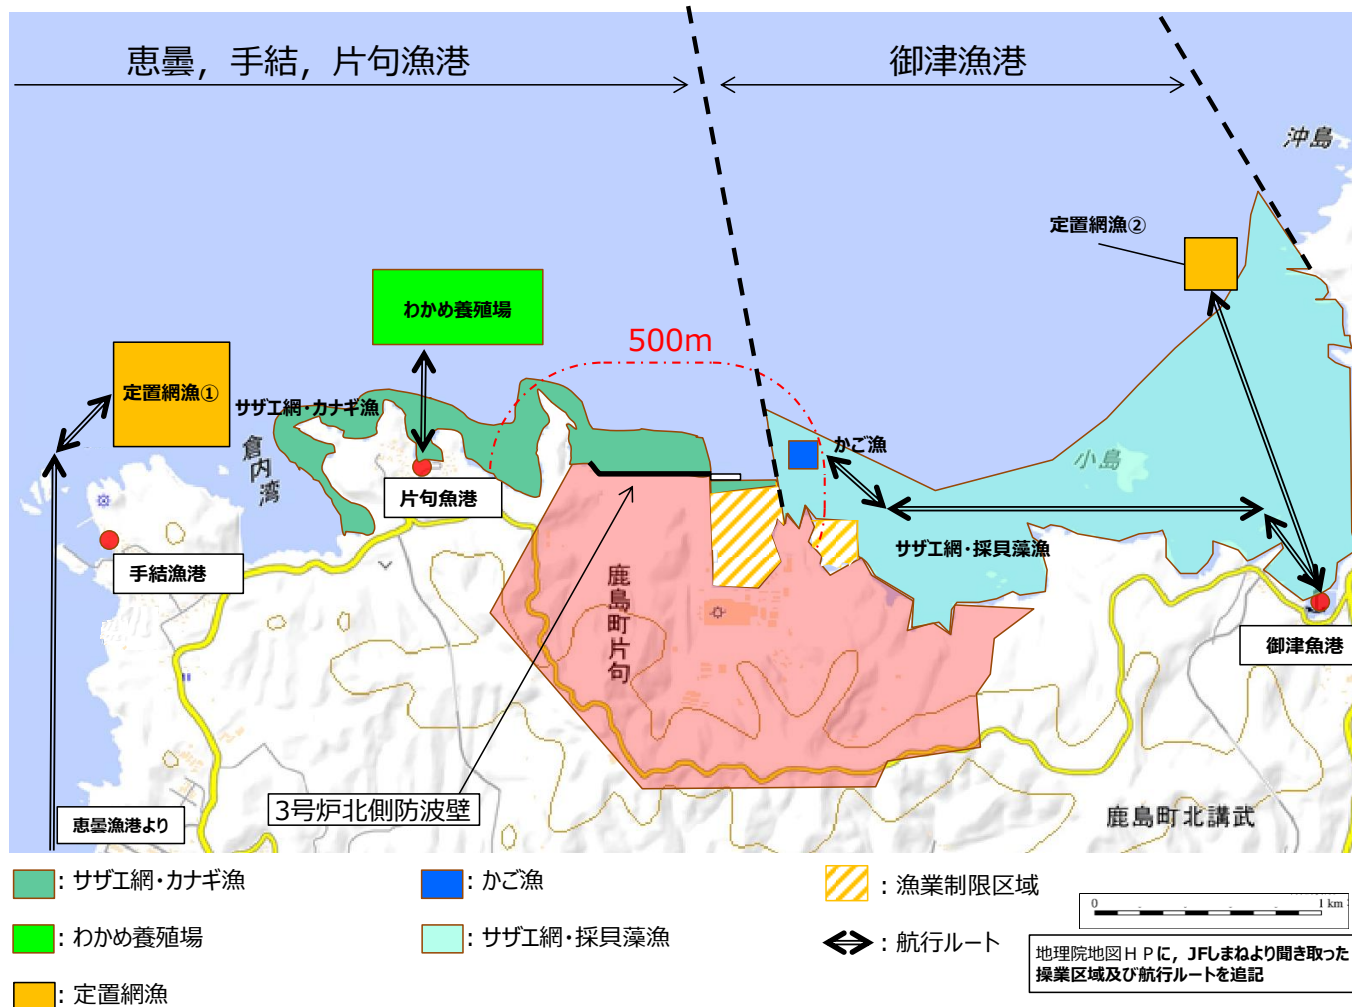 恵曇，手結，片句漁港
御津漁港
沖島
定置網漁②
わかめ養殖場
500m
定置網漁①
サザエ網・カナギ漁
倉内湾
かご漁
小島
片句魚港
サザエ網・採貝藻漁
手結漁港
鹿島町片句
御津魚港
3号炉北側防波壁
恵曇漁港より
鹿島町北講武
：サザエ網・カナギ漁
：かご漁
：漁業制限区域
0 1 km
：わかめ養殖場
：サザエ網・採貝藻漁
：航行ルート
地理院地図ＨＰに，JFしまねより聞き取った
操業区域及び航行ルートを追記
：定置網漁